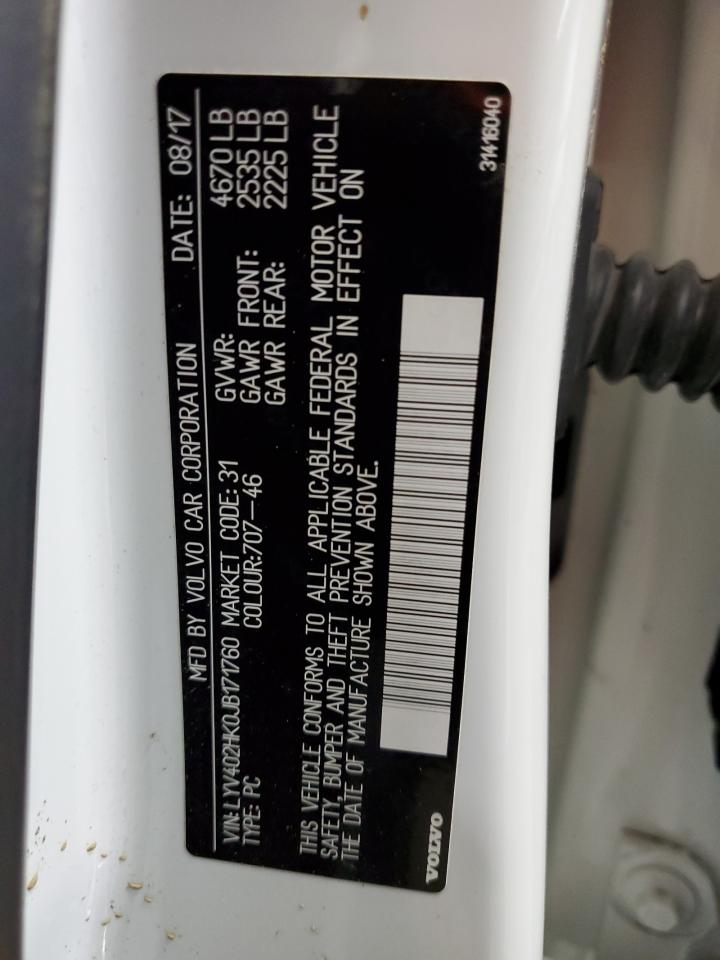 MFD BY VOLVO CAR CORPORATION DATE: 08/17
VIN: LYV402HK0JB171760 MARKET CODE: 31 GVWR: 4670 LB
TYPE: PC COLOUR:707-46 GAWR FRONT: 2535 LB
GAWR REAR: 2225 LB
THIS VEHICLE CONFORMS TO ALL APPLICABLE FEDERAL MOTOR VEHICLE
SAFETY, BUMPER AND THEFT PREVENTION STANDARDS IN EFFECT ON
THE DATE OF MANUFACTURE SHOWN ABOVE.
VOLVO 31416040